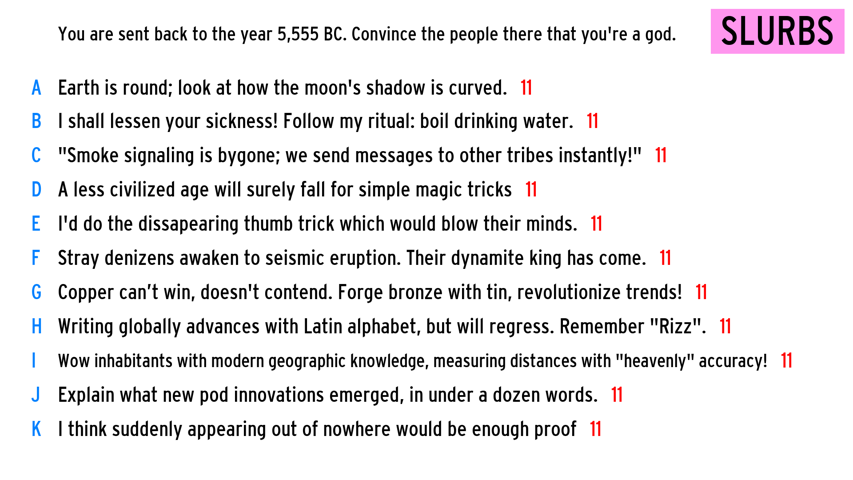 You are sent back to the year 5,555 BC. Convince the people there that you're a god. SLURBS
A Earth is round; look at how the moon's shadow is curved. 11
B I shall lessen your sickness! Follow my ritual: boil drinking water. 11
C "Smoke signaling is bygone; we send messages to other tribes instantly!" 11
D A less civilized age will surely fall for simple magic tricks 11
E I'd do the dissapearing thumb trick which would blow their minds. 11
F Stray denizens awaken to seismic eruption. Their dynamite king has come. 11
G Copper can’t win, doesn't contend. Forge bronze with tin, revolutionize trends! 11
H Writing globally advances with Latin alphabet, but will regress. Remember "Rizz". 11
I Wow inhabitants with modern geographic knowledge, measuring distances with "heavenly" accuracy! 11
J Explain what new pod innovations emerged, in under a dozen words. 11
K I think suddenly appearing out of nowhere would be enough proof 11